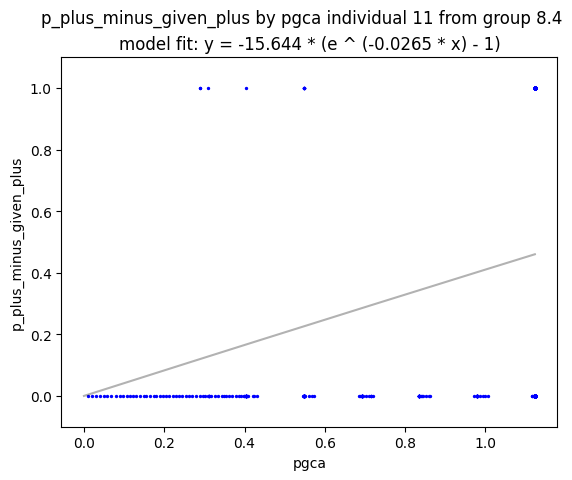 p_plus_minus_given_plus by pgca individual 11 from group 8.4
model fit: y = -15.644 * (e ^ (-0.0265 * x) - 1)
1.0
0.8
0.6
0.4
0.2
0.0
p_plus_minus_given_plus
0.0 0.2 0.4 0.6 0.8 1.0
pgca